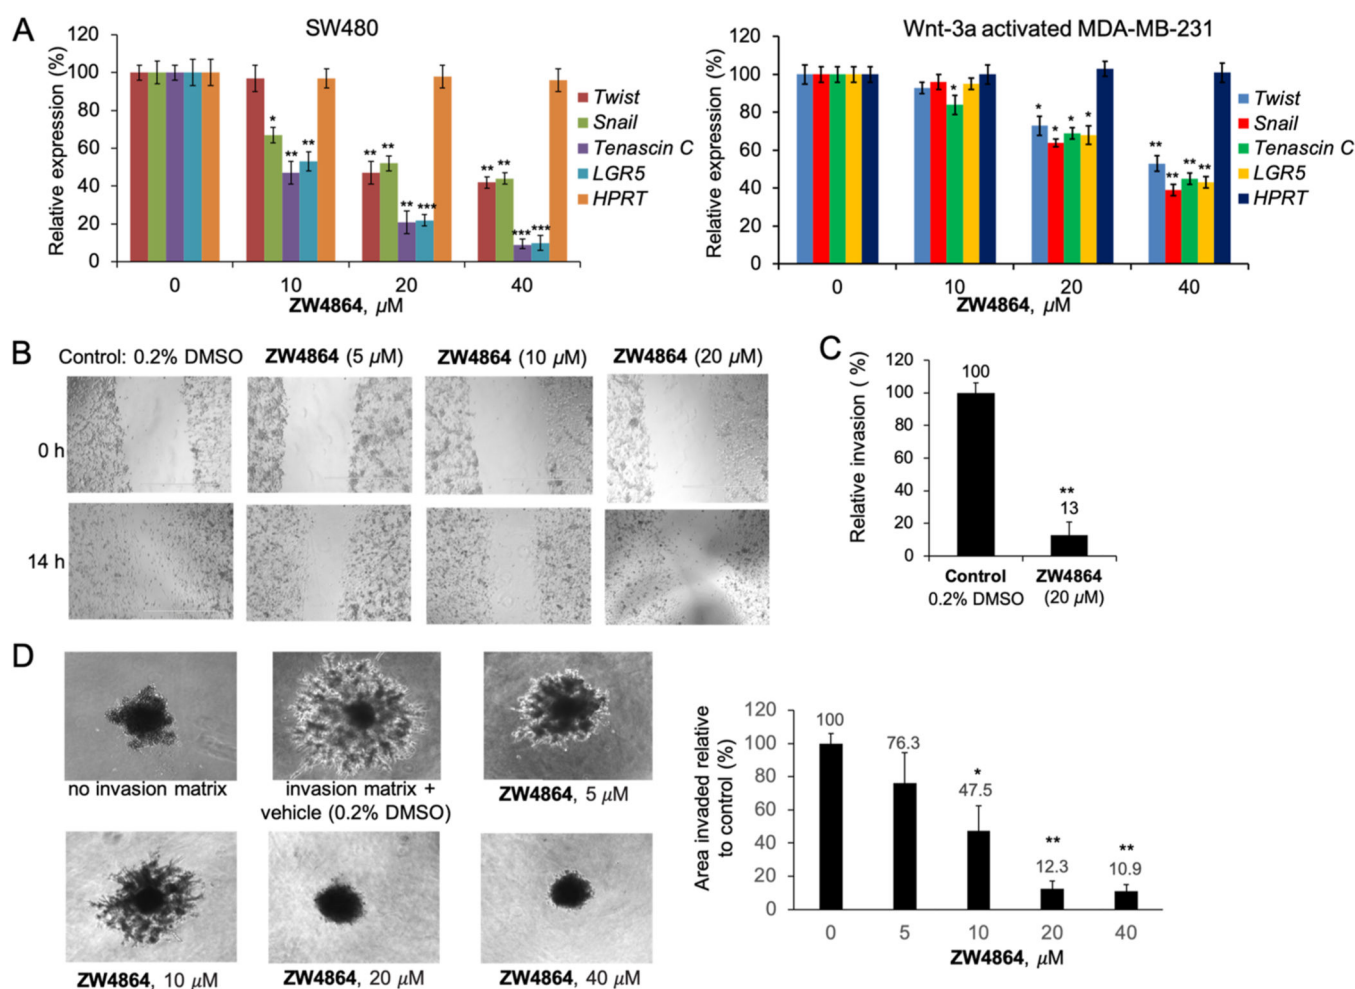 A
SW480
Relative expression (%)
120
100
80
60
40
20
0
* ** ** ** ** ** *** ** ** *** ***
0 10 20 40
ZW4864, µM
Twist
Snail
Tenascin C
LGR5
HPRT
Wnt-3a activated MDA-MB-231
Relative expression (%)
120
100
80
60
40
20
0
* * * * * ** ** ** **
0 10 20 40
ZW4864, µM
Twist
Snail
Tenascin C
LGR5
HPRT
B
Control: 0.2% DMSO ZW4864 (5 µM) ZW4864 (10 µM) ZW4864 (20 µM)
0 h
14 h
C
Relative invasion ( %)
120
100
80
60
40
20
0
100
**
13
Control
0.2% DMSO
ZW4864
(20 µM)
D
no invasion matrix
invasion matrix +
vehicle (0.2% DMSO)
ZW4864, 5 µM
ZW4864, 10 µM
ZW4864, 20 µM
ZW4864, 40 µM
Area invaded relative
to control (%)
120
100
80
60
40
20
0
100
76.3
*
47.5
**
12.3
**
10.9
0 5 10 20 40
ZW4864, µM